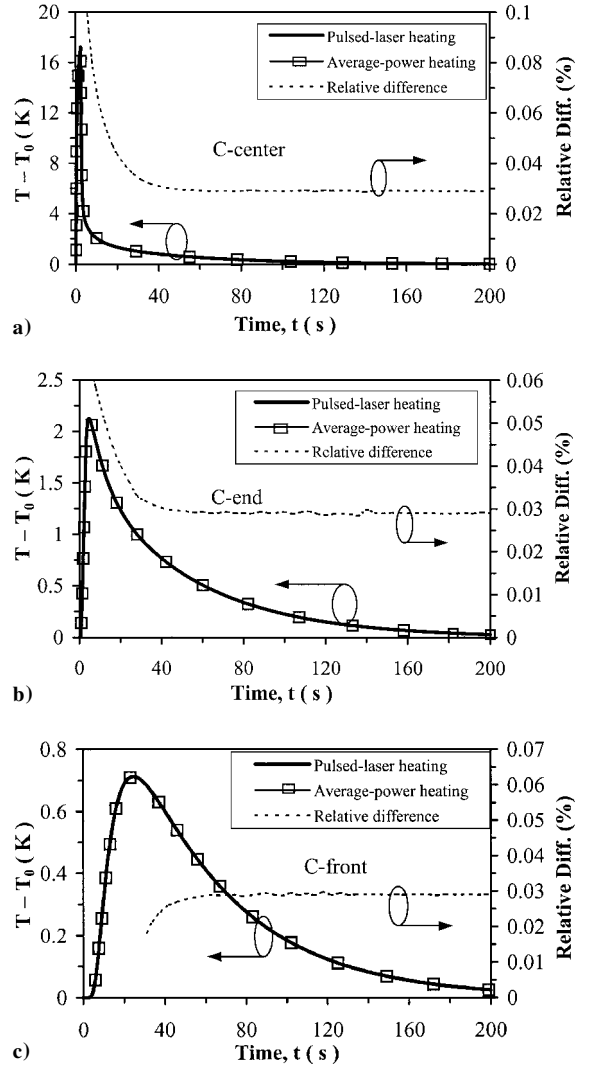 20
16
12
8
4
0
T − T₀ ( K )
0.1
0.08
0.06
0.04
0.02
0
Relative Diff. (%)
Pulsed-laser heating
Average-power heating
Relative difference
C-center
0 40 80 120 160 200
Time, t ( s )
a)
2.5
2
1.5
1
0.5
0
T − T₀ ( K )
0.06
0.05
0.04
0.03
0.02
0.01
0
Relative Diff. (%)
Pulsed-laser heating
Average-power heating
Relative difference
C-end
0 40 80 120 160 200
Time, t ( s )
b)
0.8
0.6
0.4
0.2
0
T − T₀ ( K )
0.07
0.06
0.05
0.04
0.03
0.02
0.01
0
Relative Diff. (%)
Pulsed-laser heating
Average-power heating
Relative difference
C-front
0 40 80 120 160 200
Time, t ( s )
c)